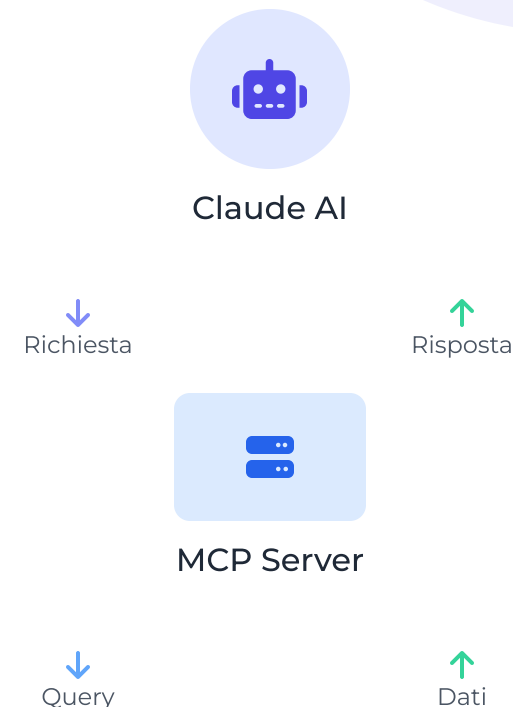 Claude AI
Richiesta
Risposta
MCP Server
Query
Dati